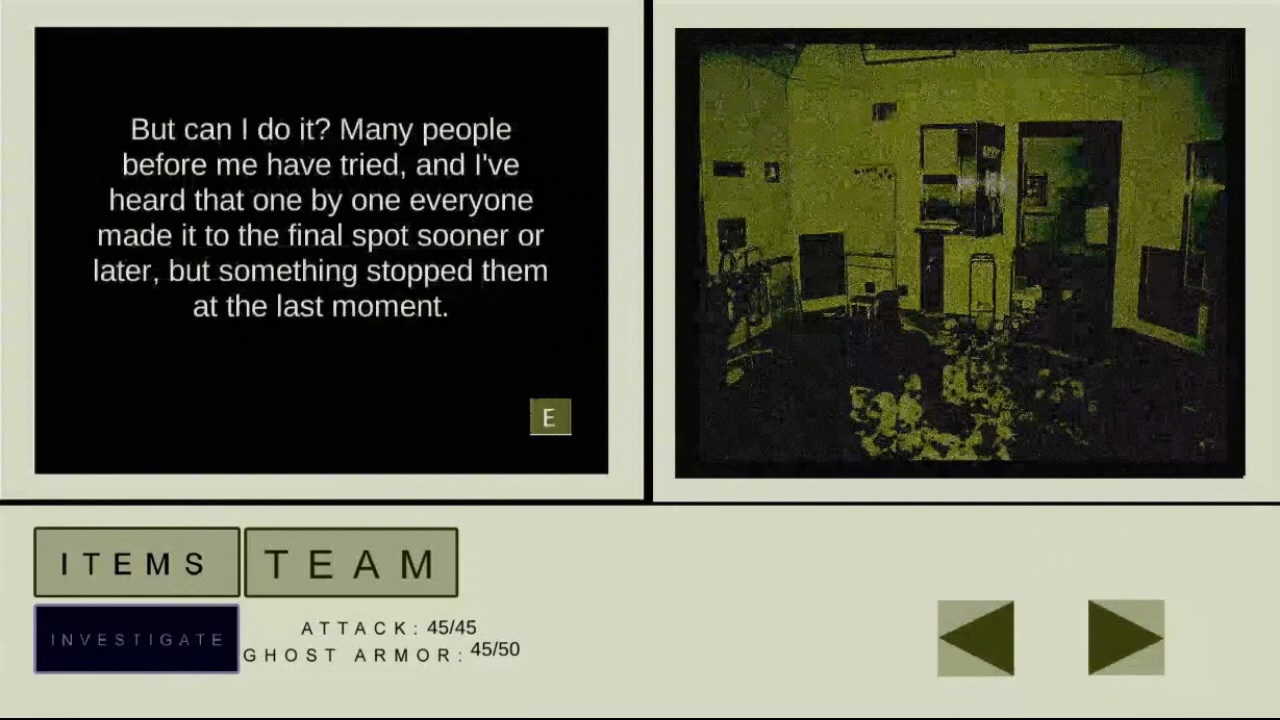 But can I do it? Many people
before me have tried, and I've
heard that one by one everyone
made it to the final spot sooner or
later, but something stopped them
at the last moment.
E
ITEMS
TEAM
INVESTIGATE
ATTACK: 45/45
GHOST ARMOR: 45/50